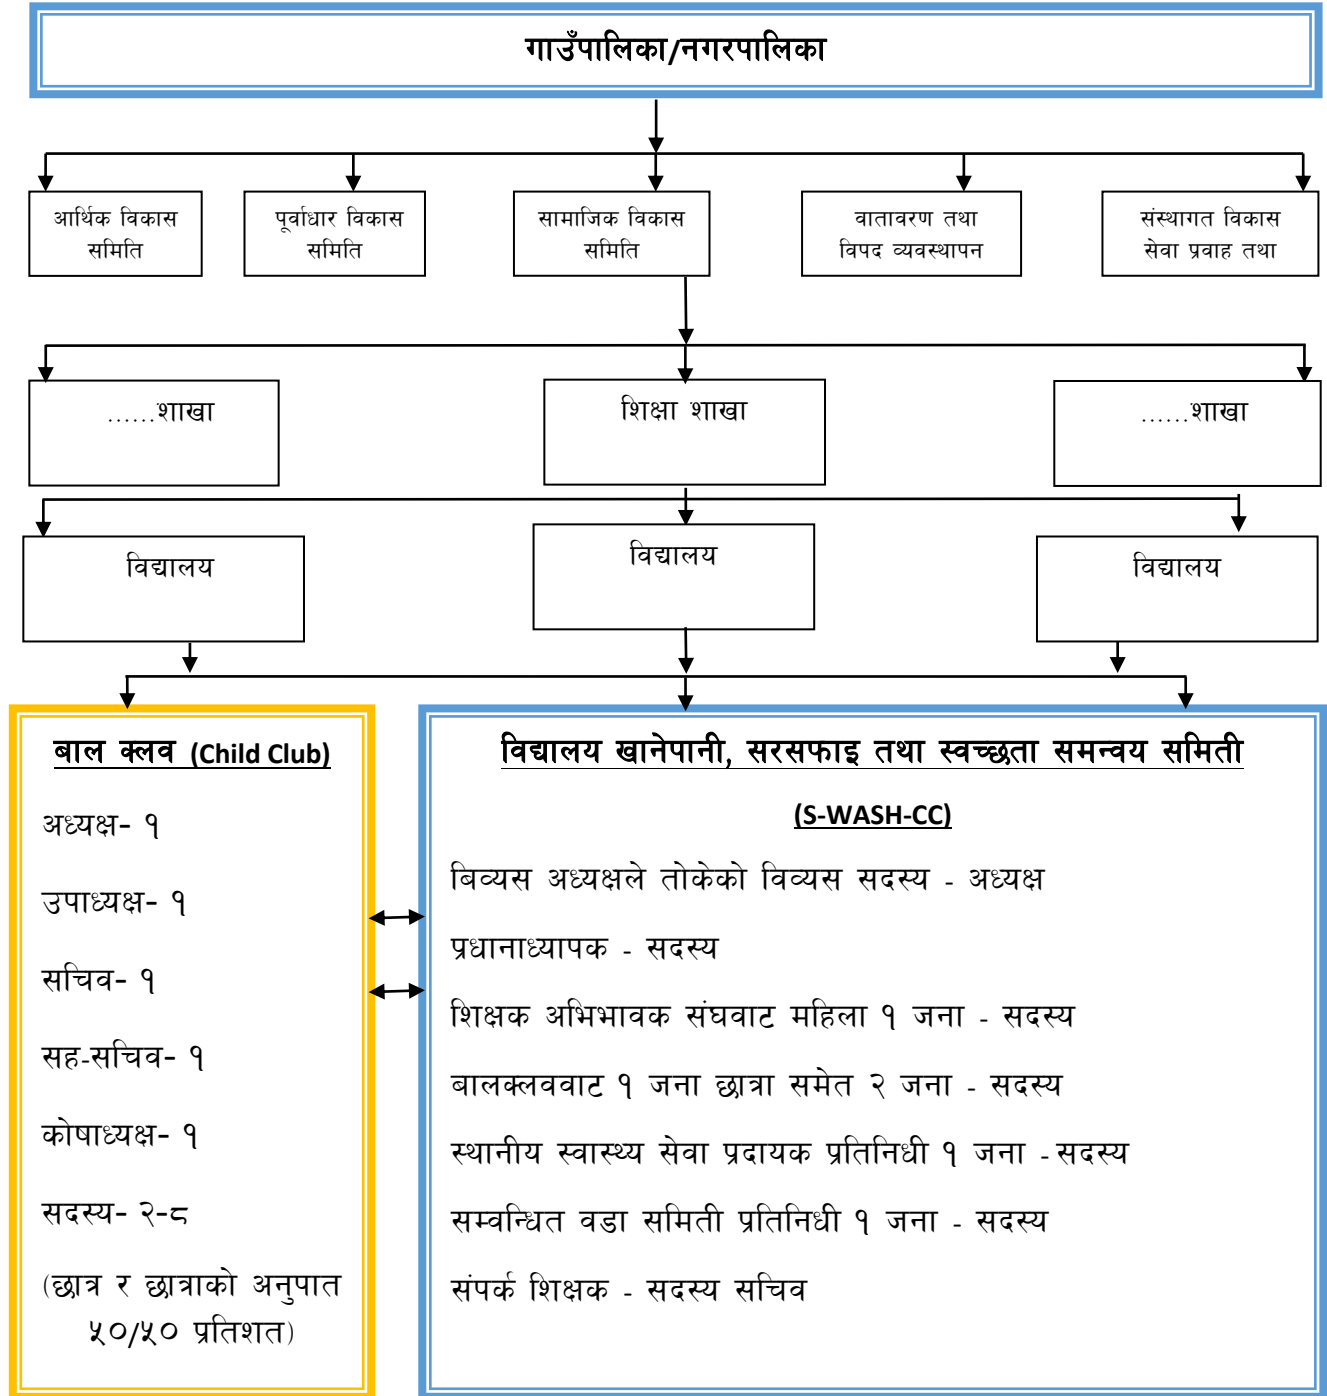 गाउँपालिका/नगरपालिका
आर्थिक विकास
समिति
पूर्वाधार विकास
समिति
सामाजिक विकास
समिति
वातावरण तथा
विपद व्यवस्थापन
संस्थागत विकास
सेवा प्रवाह तथा
......शाखा
शिक्षा शाखा
......शाखा
विद्यालय
विद्यालय
विद्यालय
बाल क्लव (Child Club)
अध्यक्ष- १
उपाध्यक्ष- १
सचिव- १
सह-सचिव- १
कोषाध्यक्ष- १
सदस्य- २-८
(छात्र र छात्राको अनुपात
५०/५० प्रतिशत)
विद्यालय खानेपानी, सरसफाइ तथा स्वच्छता समन्वय समिती
(S-WASH-CC)
बिव्यस अध्यक्षले तोकेको विव्यस सदस्य - अध्यक्ष
प्रधानाध्यापक - सदस्य
शिक्षक अभिभावक संघवाट महिला १ जना - सदस्य
बालक्लववाट १ जना छात्रा समेत २ जना - सदस्य
स्थानीय स्वास्थ्य सेवा प्रदायक प्रतिनिधी १ जना - सदस्य
सम्वन्धित वडा समिती प्रतिनिधी १ जना - सदस्य
संपर्क शिक्षक - सदस्य सचिव